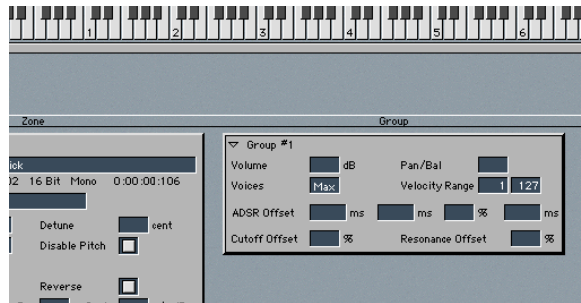 1 2 3 4 5 6
Zone Group
ick
16 Bit Mono 0:00:00:106
Detune cent
Disable Pitch
Reverse
Group #1
Volume dB Pan/Bal
Voices Max Velocity Range 1 127
ADSR Offset ms ms % ms
Cutoff Offset % Resonance Offset %